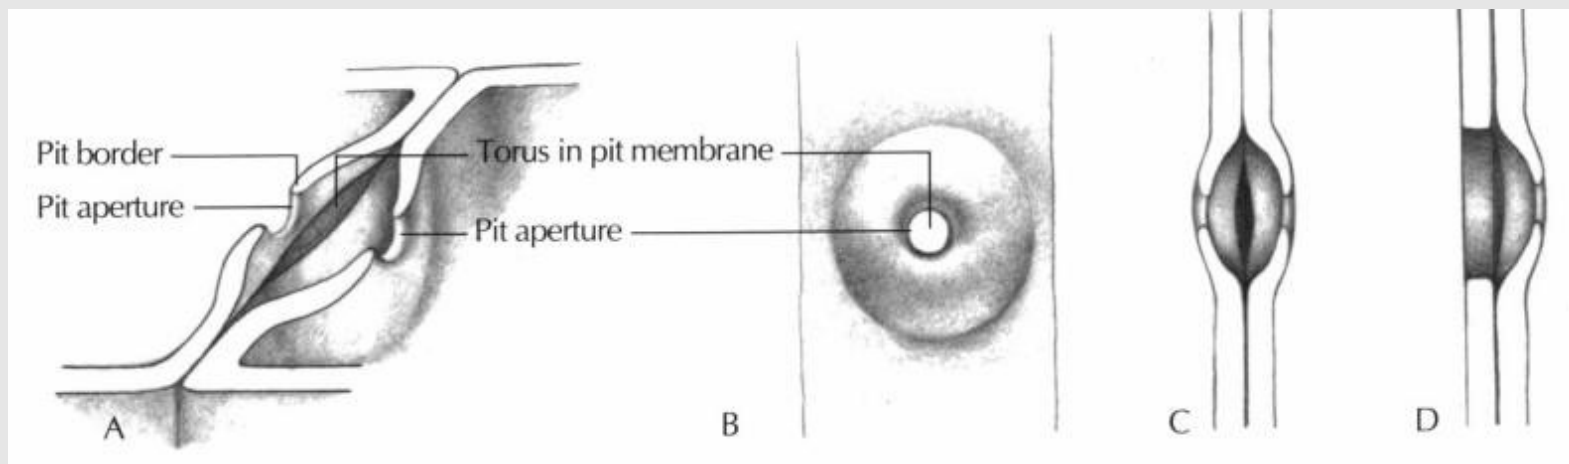 Pit border
Torus in pit membrane
Pit aperture
Pit aperture
A
B
C
D